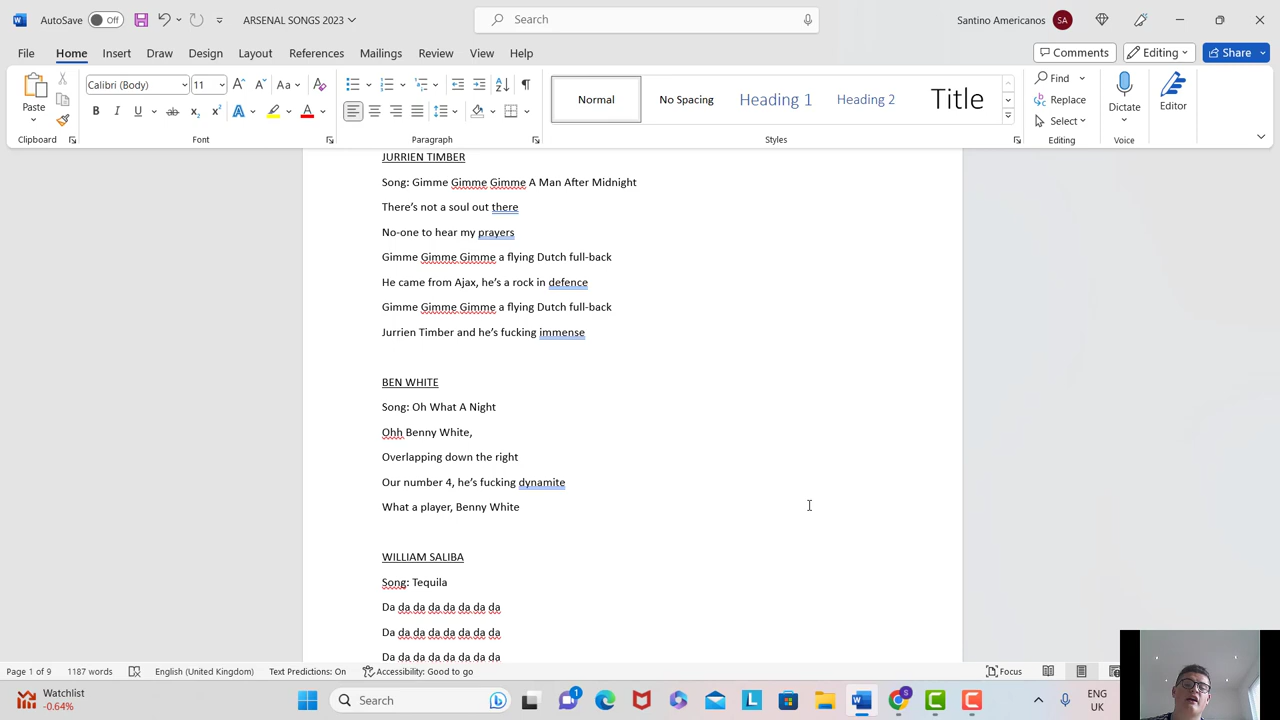 AutoSave Off ARSENAL SONGS 2023 Search Santino Americanos SA
File Home Insert Draw Design Layout References Mailings Review View Help Comments Editing Share
Paste Calibri (Body) 11 Aa Normal No Spacing Heading 1 Heading 2 Title Find Replace Select Dictate Editor
Clipboard Font Paragraph Styles Editing Voice Editor
JURRIEN TIMBER
Song: Gimme Gimme Gimme A Man After Midnight
There's not a soul out there
No-one to hear my prayers
Gimme Gimme Gimme a flying Dutch full-back
He came from Ajax, he's a rock in defence
Gimme Gimme Gimme a flying Dutch full-back
Jurrien Timber and he's fucking immense
BEN WHITE
Song: Oh What A Night
Ohh Benny White,
Overlapping down the right
Our number 4, he's fucking dynamite
What a player, Benny White
WILLIAM SALIBA
Song: Tequila
Da da da da da da da da
Da da da da da da da da
Da da da da da da da da
Page 1 of 9 1187 words English (United Kingdom) Text Predictions: On Accessibility: Good to go Focus
Watchlist
-0.64%
Search
ENG
UK